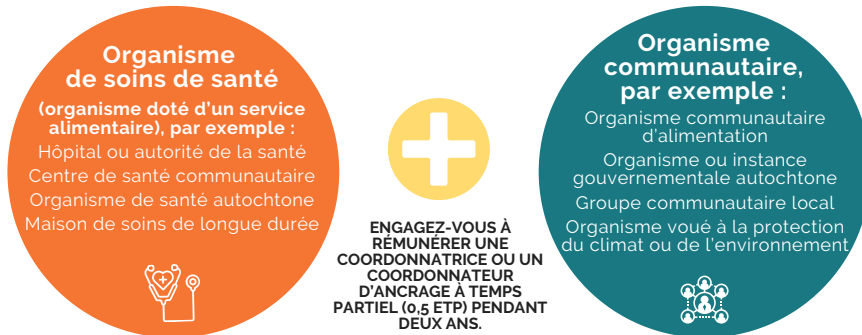 Organisme
de soins de santé
(organisme doté d'un service
alimentaire), par exemple :
Hôpital ou autorité de la santé
Centre de santé communautaire
Organisme de santé autochtone
Maison de soins de longue durée
ENGAGEZ-VOUS À
RÉMUNÉRER UNE
COORDONNATRICE OU UN
COORDONNATEUR
D'ANCRAGE À TEMPS
PARTIEL (0,5 ETP) PENDANT
DEUX ANS.
Organisme
communautaire,
par exemple :
Organisme communautaire
d'alimentation
Organisme ou instance
gouvernementale autochtone
Groupe communautaire local
Organisme voué à la protection
du climat ou de l'environnement